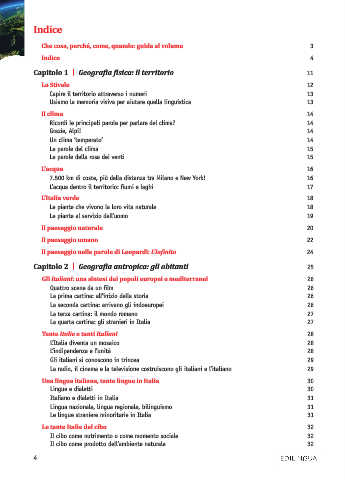 Indice
Che cosa, perché, come, quando: guida al volume 3
Indice 4
Capitolo 1 | Geografia fisica: il territorio 11
Lo Stivale 12
Capire il territorio attraverso i numeri 13
Usiamo la memoria visiva per aiutare quella linguistica 13
Il clima 14
Ricordi le principali parole per parlare del clima? 14
Grazie, Alpi! 14
Un clima 'temperato' 14
Le parole del clima 15
Le parole della rosa dei venti 15
L'acqua 16
7.500 km di coste, più della distanza tra Milano e New York! 16
L'acqua dentro il territorio: fiumi e laghi 17
L'Italia verde 18
Le piante che vivono la loro vita naturale 18
Le piante al servizio dell'uomo 19
Il paesaggio naturale 20
Il paesaggio umano 22
Il paesaggio nelle parole di Leopardi: L'infinito 24
Capitolo 2 | Geografia antropica: gli abitanti 25
Gli italiani: una sintesi dei popoli europei e mediterranei 26
Quattro scene da un film 26
La prima cartina: all'inizio della storia 26
La seconda cartina: arrivano gli indoeuropei 26
La terza cartina: il mondo romano 27
La quarta cartina: gli stranieri in Italia 27
Tante Italie e tanti italiani 28
L'Italia diventa un mosaico 28
L'indipendenza e l'unità 28
Gli italiani si conoscono in trincea 29
La radio, il cinema e la televisione costruiscono gli italiani e l'italiano 29
Una lingua italiana, tante lingue in Italia 30
Lingua e dialetti 30
Italiano e dialetti in Italia 31
Lingua nazionale, lingua regionale, bilinguismo 31
Le lingue straniere minoritarie in Italia 31
Le tante Italie del cibo 32
Il cibo come nutrimento o come momento sociale 32
Il cibo come prodotto dell'ambiente naturale 32
4 EDILINGUA